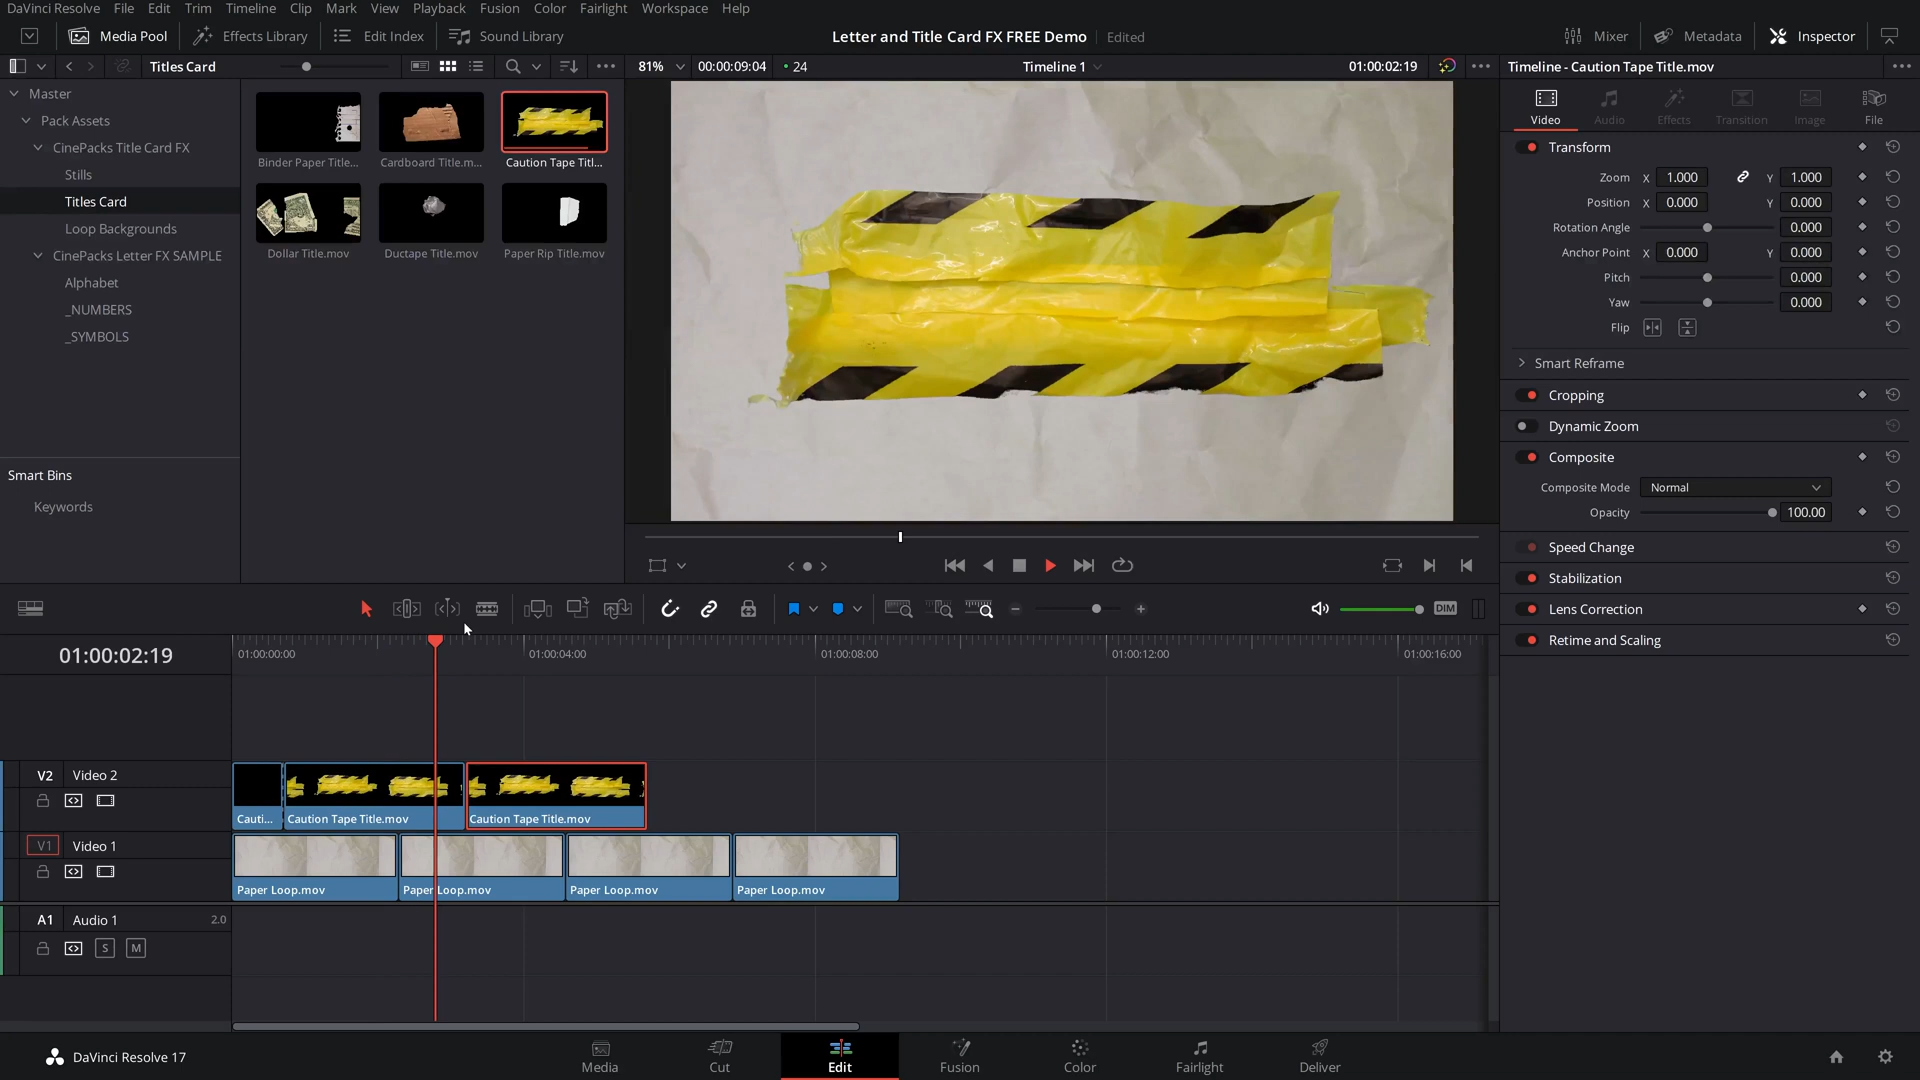 DaVinci Resolve File Edit Trim Timeline Clip Mark View Playback Fusion Color Fairlight Workspace Help
Media Pool Effects Library Edit Index Sound Library Letter and Title Card FX FREE Demo Edited Mixer Metadata Inspector
Titles Card 81% 00:00:09:04 24 Timeline 1 01:00:02:19 Timeline - Caution Tape Title.mov
Master
Pack Assets
CinePacks Title Card FX
Stills
Titles Card
Loop Backgrounds
CinePacks Letter FX SAMPLE
Alphabet
_NUMBERS
_SYMBOLS
Smart Bins
Keywords
Binder Paper Title... Cardboard Title.m... Caution Tape Titl...
Dollar Title.mov Ductape Title.mov Paper Rip Title.mov
Video Audio Effects Transition Image File
Transform
Zoom X 1.000 Y 1.000
Position X 0.000 Y 0.000
Rotation Angle 0.000
Anchor Point X 0.000 Y 0.000
Pitch 0.000
Yaw 0.000
Flip
Smart Reframe
Cropping
Dynamic Zoom
Composite
Composite Mode Normal
Opacity 100.00
Speed Change
Stabilization
Lens Correction
Retime and Scaling
DIM
01:00:02:19 01:00:00:00 01:00:04:00 01:00:08:00 01:00:12:00 01:00:16:00
V2 Video 2
Cauti... Caution Tape Title.mov Caution Tape Title.mov
V1 Video 1
Paper Loop.mov Paper Loop.mov Paper Loop.mov Paper Loop.mov
A1 Audio 1 2.0
S M
DaVinci Resolve 17 Media Cut Edit Fusion Color Fairlight Deliver